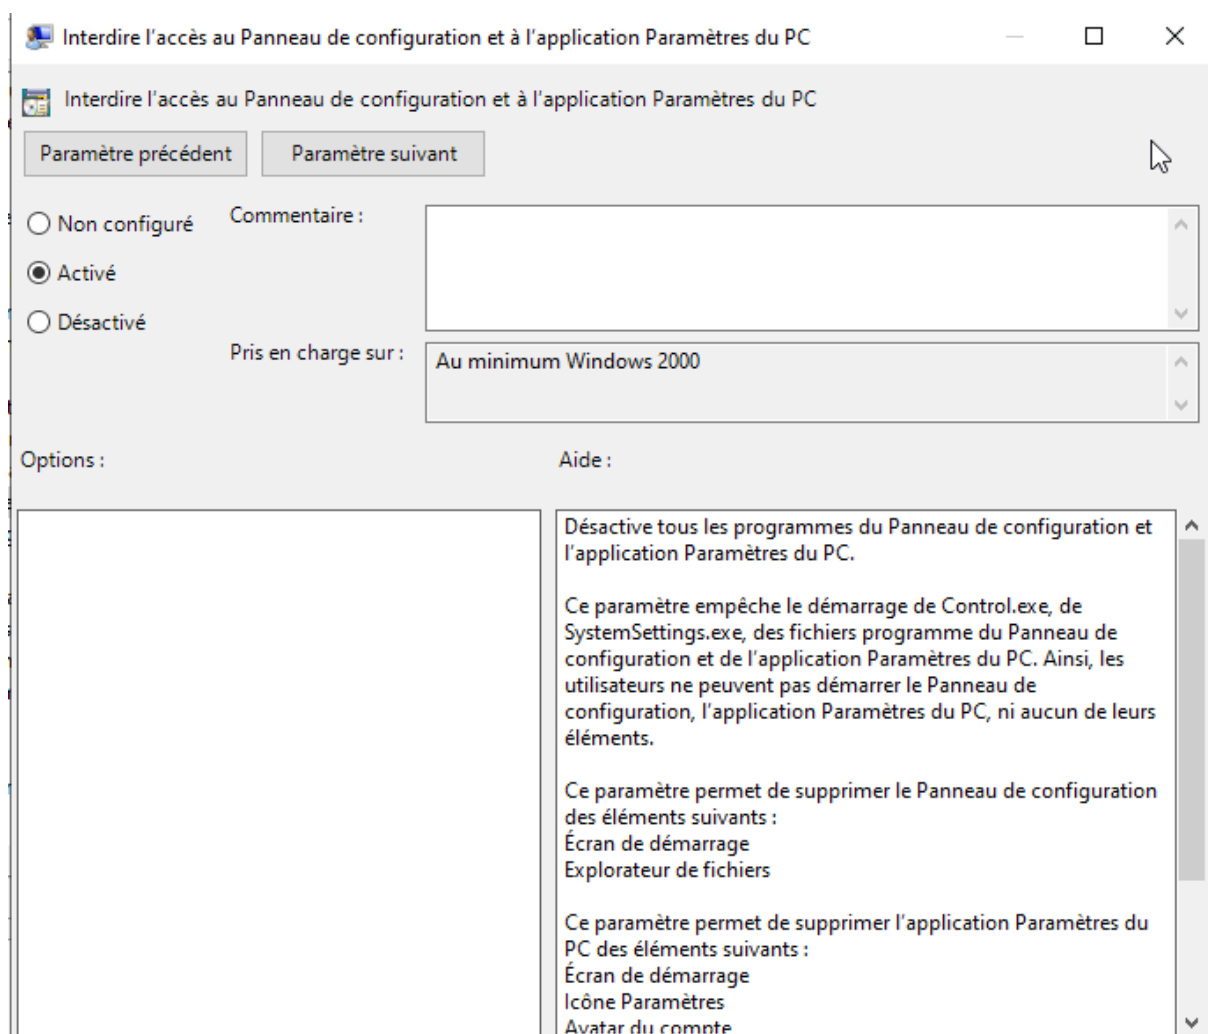 Interdire l'accès au Panneau de configuration et à l'application Paramètres du PC
Interdire l'accès au Panneau de configuration et à l'application Paramètres du PC
Paramètre précédent
Paramètre suivant
Non configuré
Commentaire :
Activé
Désactivé
Pris en charge sur :
Au minimum Windows 2000
Options :
Aide :
Désactive tous les programmes du Panneau de configuration et
l'application Paramètres du PC.
Ce paramètre empêche le démarrage de Control.exe, de
SystemSettings.exe, des fichiers programme du Panneau de
configuration et de l'application Paramètres du PC. Ainsi, les
utilisateurs ne peuvent pas démarrer le Panneau de
configuration, l'application Paramètres du PC, ni aucun de leurs
éléments.
Ce paramètre permet de supprimer le Panneau de configuration
des éléments suivants :
Écran de démarrage
Explorateur de fichiers
Ce paramètre permet de supprimer l'application Paramètres du
PC des éléments suivants :
Écran de démarrage
Icône Paramètres
Avatar du compte